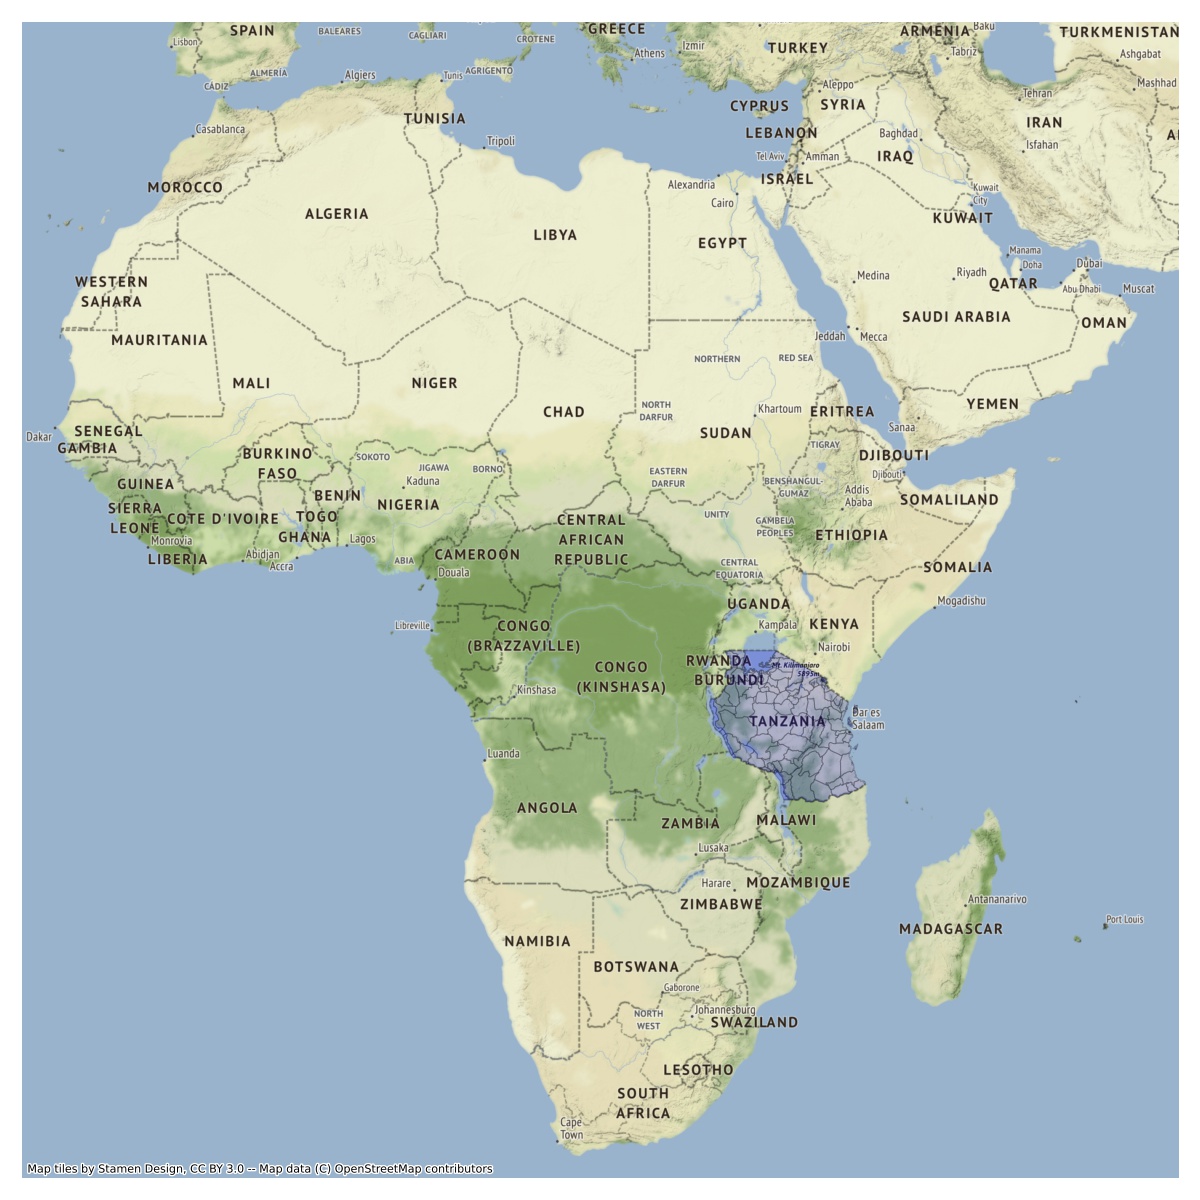 SPAIN
BALEARES
CAGLIARI
CROTENE
GREECE
ARMENIA
Baku
TURKMENISTAN
Lisbon
Athens
Izmir
TURKEY
Tabriz
Ashgabat
CÁDIZ
ALMERÍA
Algiers
Tunis
AGRIGENTO
Aleppo
Tehran
Mashhad
CYPRUS
SYRIA
Casablanca
TUNISIA
Tripoli
LEBANON
Baghdad
IRAN
Isfahan
Tel Aviv
Amman
IRAQ
MOROCCO
Alexandria
ISRAEL
Kuwait
City
Cairo
ALGERIA
LIBYA
EGYPT
KUWAIT
Manama
Doha
Dubai
WESTERN
SAHARA
Medina
Riyadh
QATAR
Abu Dhabi
Muscat
MAURITANIA
Jeddah
Mecca
SAUDI ARABIA
OMAN
MALI
NIGER
NORTHERN
RED SEA
CHAD
NORTH
DARFUR
Khartoum
ERITREA
YEMEN
Dakar
SENEGAL
GAMBIA
SUDAN
Sanaa
TIGRAY
BURKINO
FASO
SOKOTO
JIGAWA
BORNO
DJIBOUTI
Djibouti
GUINEA
Kaduna
EASTERN
DARFUR
BENSHANGUL-
GUMAZ
Addis
Ababa
SOMALILAND
SIERRA
LEONE
COTE D'IVOIRE
BENIN
TOGO
NIGERIA
UNITY
GAMBELA
PEOPLES
ETHIOPIA
Monrovia
GHANA
Lagos
CENTRAL
AFRICAN
REPUBLIC
LIBERIA
Abidjan
Accra
ABIA
CAMEROON
Douala
CENTRAL
EQUATORIA
SOMALIA
UGANDA
Mogadishu
Libreville
CONGO
(BRAZZAVILLE)
Kampala
KENYA
Nairobi
CONGO
(KINSHASA)
RWANDA
BURUNDI
Mt. Kilimanjaro
5895m
Kinshasa
TANZANIA
Dar es
Salaam
Luanda
ANGOLA
ZAMBIA
MALAWI
Lusaka
Harare
MOZAMBIQUE
ZIMBABWE
Antananarivo
Port Louis
MADAGASCAR
NAMIBIA
BOTSWANA
Gaborone
Johannesburg
NORTH
WEST
SWAZILAND
LESOTHO
SOUTH
AFRICA
Cape
Town
Map tiles by Stamen Design, CC BY 3.0 -- Map data (C) OpenStreetMap contributors